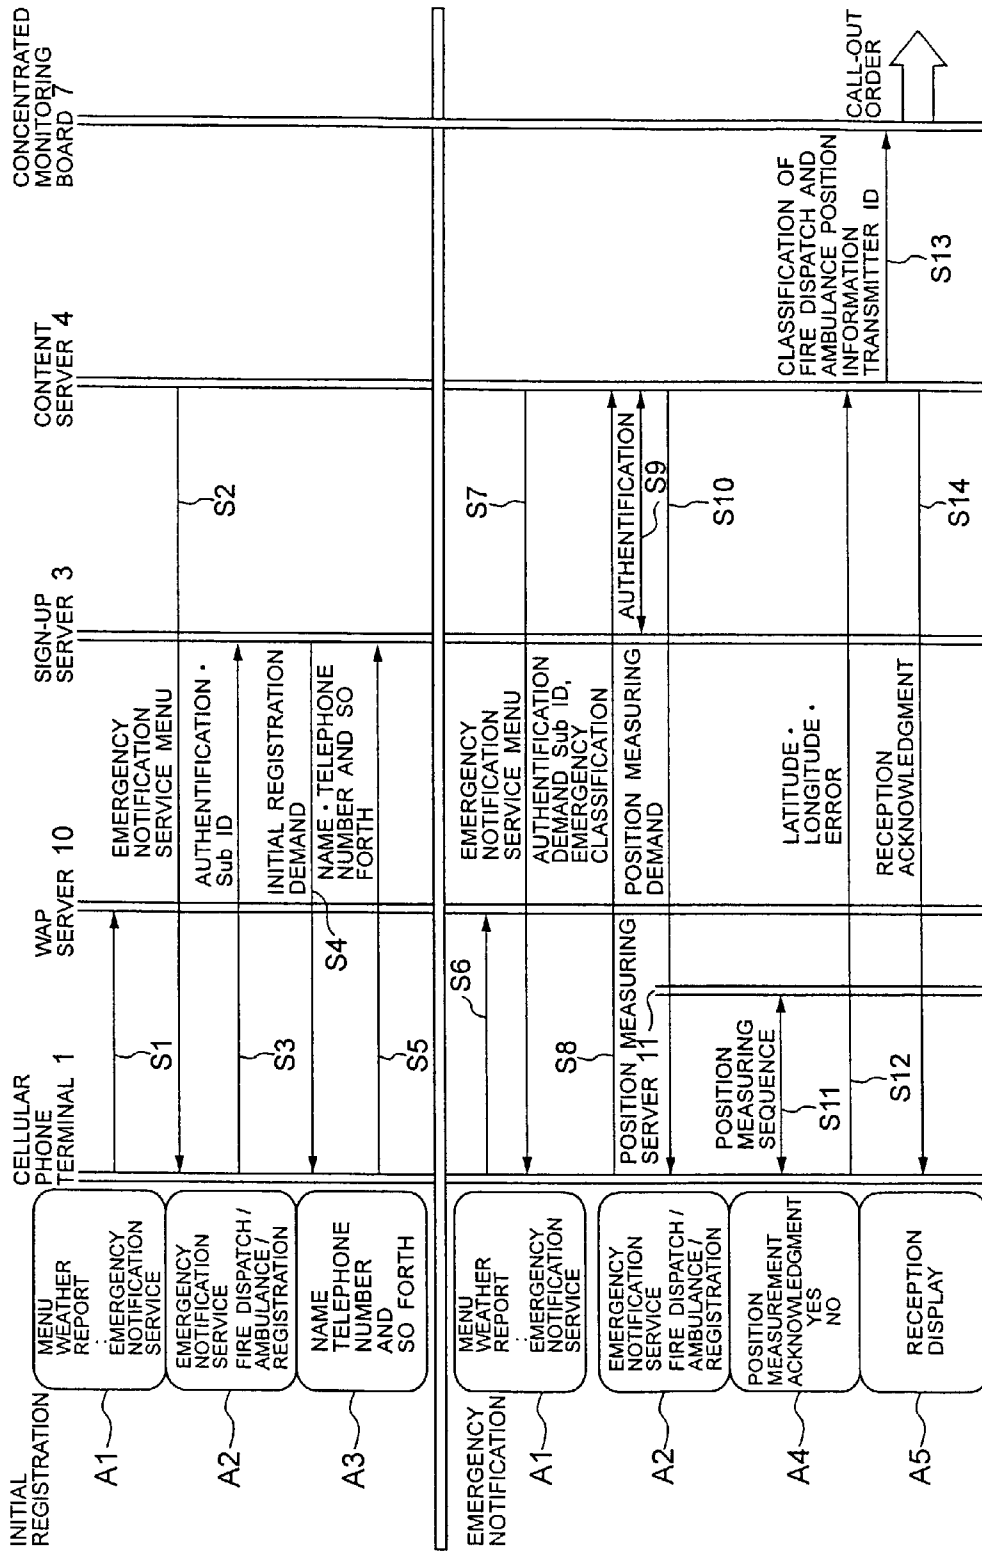 INITIAL
REGISTRATION
CELLULAR
PHONE
TERMINAL 1
WAP
SERVER 10
SIGN-UP
SERVER 3
CONTENT
SERVER 4
CONCENTRATED
MONITORING
BOARD 7
A1
MENU
WEATHER
REPORT
⋮
EMERGENCY
NOTIFICATION
SERVICE
S1
EMERGENCY
NOTIFICATION
SERVICE MENU
S2
A2
EMERGENCY
NOTIFICATION
SERVICE
FIRE DISPATCH /
AMBULANCE /
REGISTRATION
S3
AUTHENTIFICATION •
Sub ID
INITIAL REGISTRATION
DEMAND
S4
A3
NAME
TELEPHONE
NUMBER
AND
SO FORTH
NAME • TELEPHONE
NUMBER AND SO
FORTH
S5
EMERGENCY
NOTIFICATION
A1
MENU
WEATHER
REPORT
⋮
EMERGENCY
NOTIFICATION
SERVICE
S6
EMERGENCY
NOTIFICATION
SERVICE MENU
S7
AUTHENTIFICATION
DEMAND Sub ID,
EMERGENCY
CLASSIFICATION
S8
AUTHENTIFICATION
S9
A2
EMERGENCY
NOTIFICATION
SERVICE
FIRE DISPATCH /
AMBULANCE /
REGISTRATION
POSITION MEASURING
SERVER 11
POSITION MEASURING
DEMAND
S10
A4
POSITION
MEASUREMENT
ACKNOWLEDGMENT
YES
NO
POSITION
MEASURING
SEQUENCE
S11
LATITUDE •
LONGITUDE •
ERROR
S12
CLASSIFICATION OF
FIRE DISPATCH AND
AMBULANCE POSITION
INFORMATION
TRANSMITTER ID
S13
CALL-OUT
ORDER
A5
RECEPTION
DISPLAY
RECEPTION
ACKNOWLEDGMENT
S14